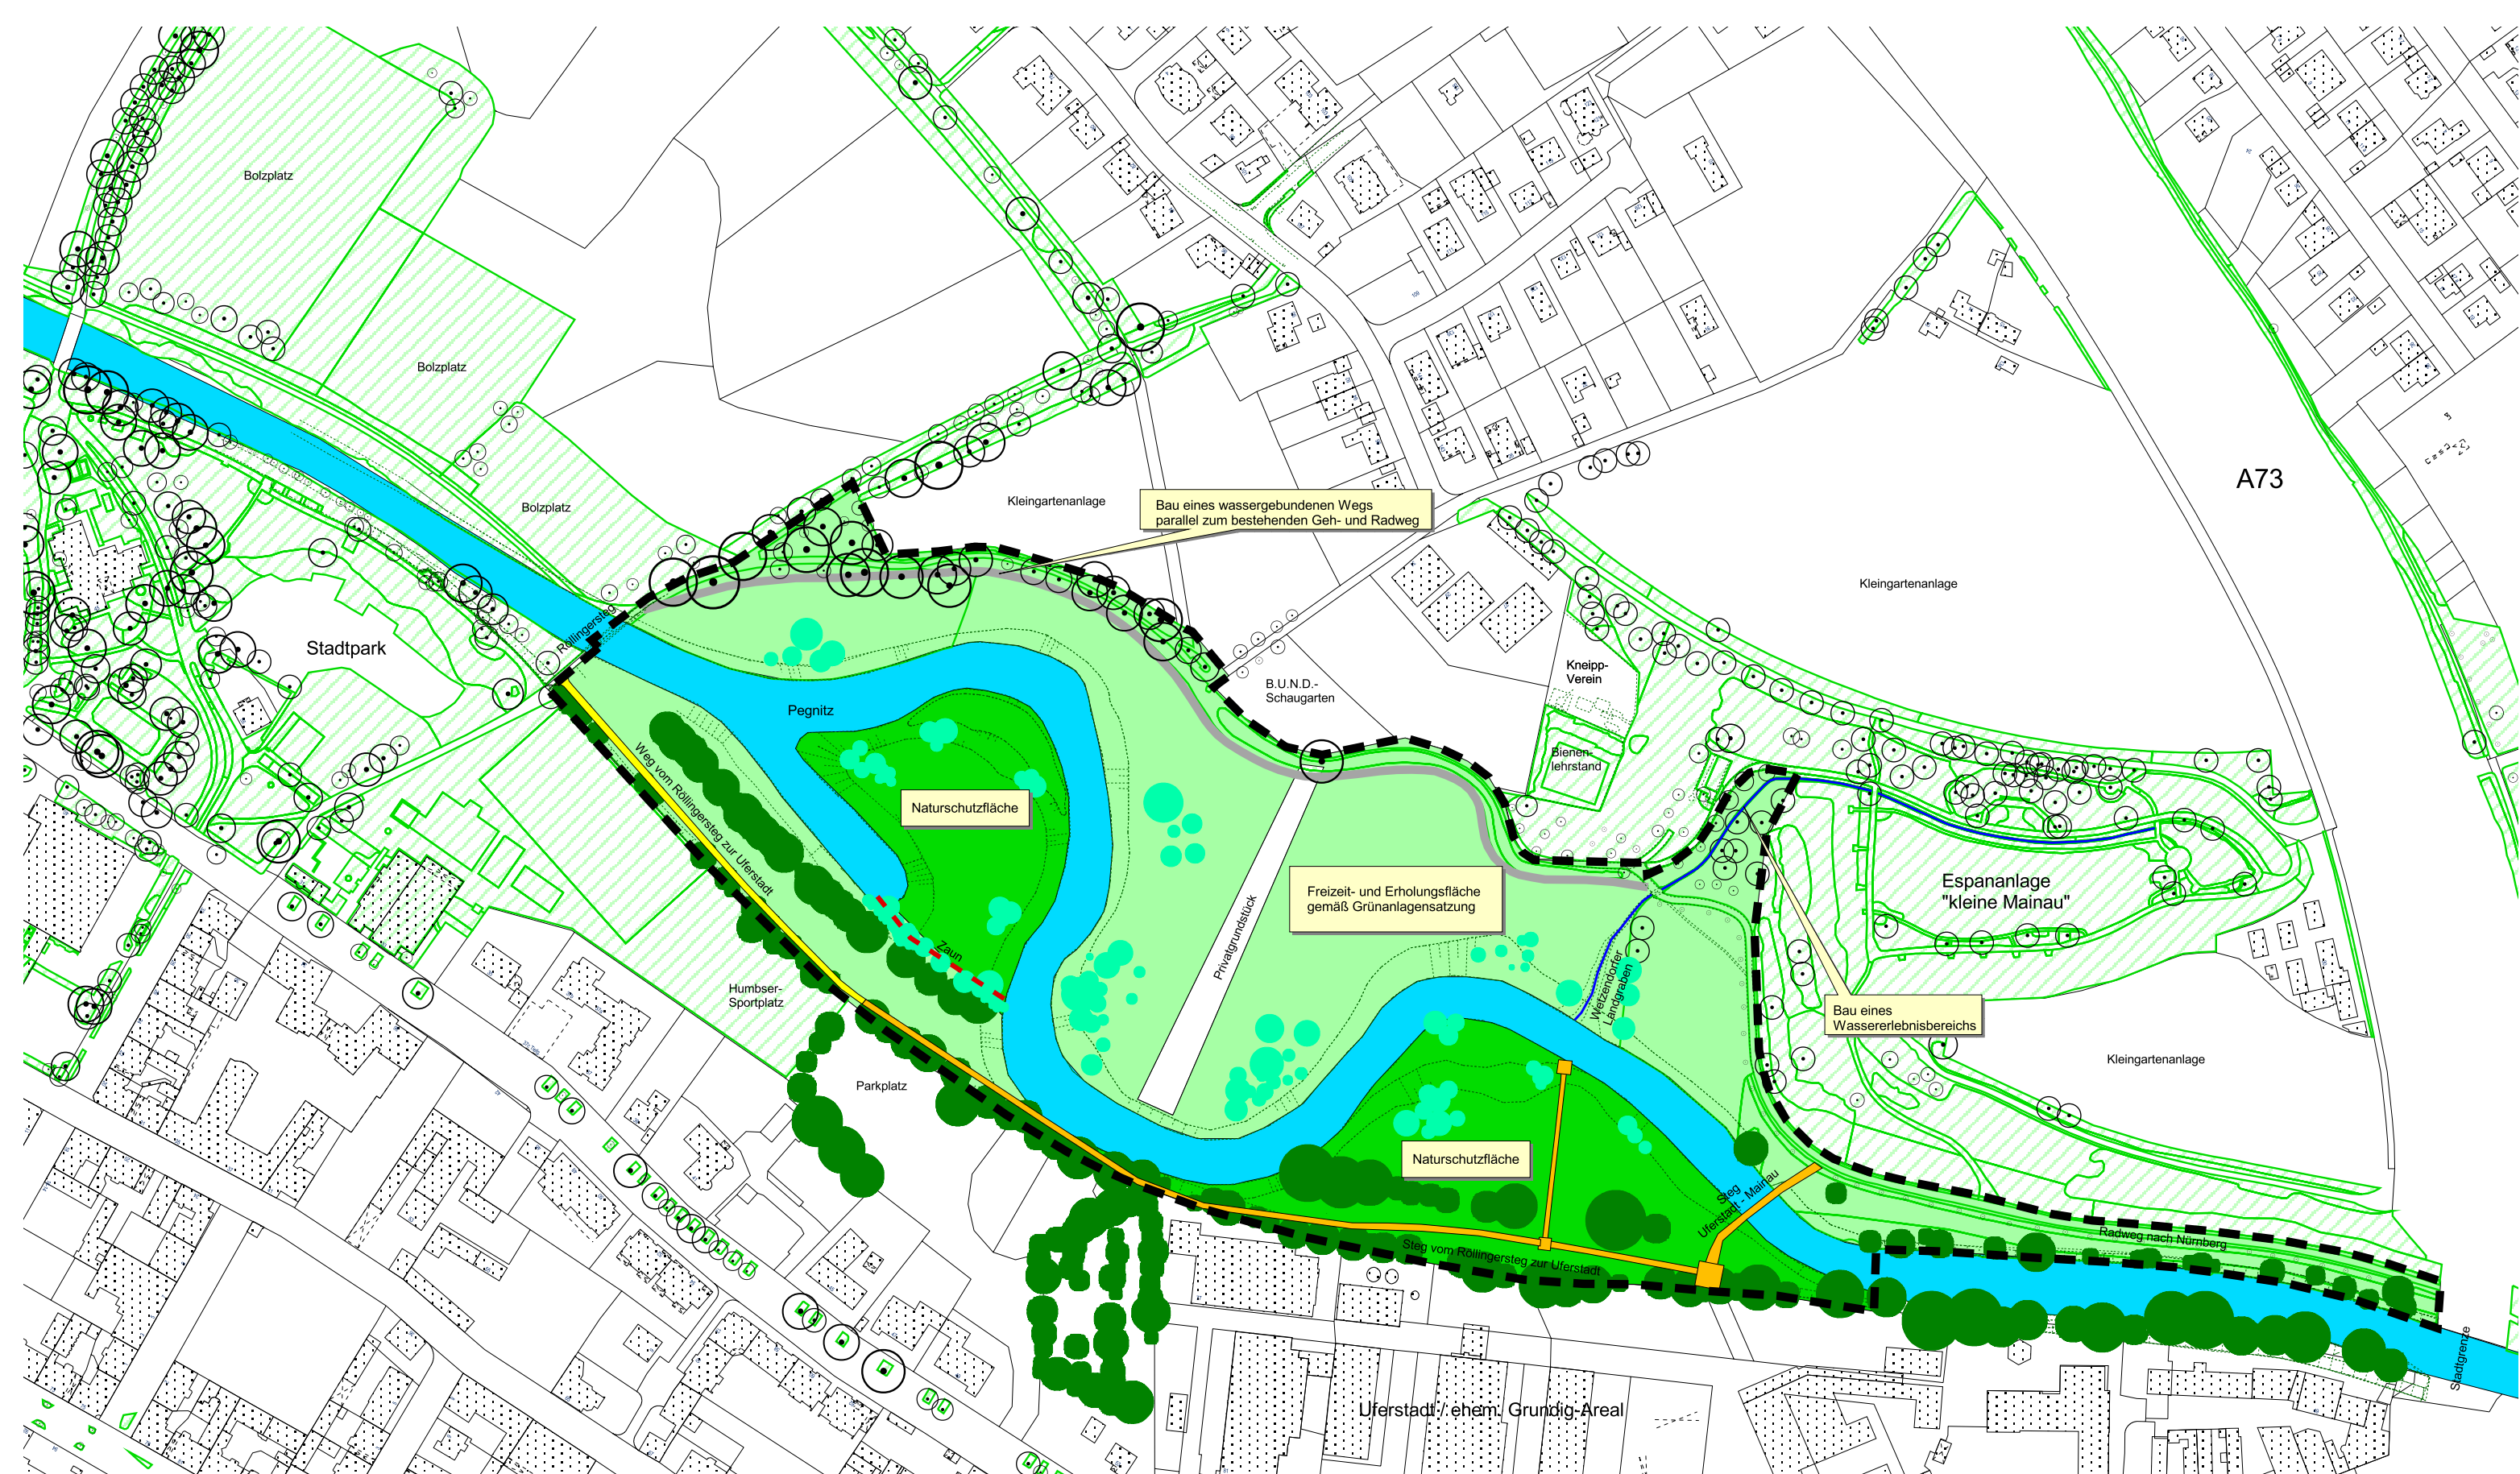 Bolzplatz
Bolzplatz
Bolzplatz
Kleingartenanlage
Bau eines wassergebundenen Wegs
parallel zum bestehenden Geh- und Radweg
A73
Kleingartenanlage
Röllingersteg
Stadtpark
Kneipp-
Verein
B.U.N.D.-
Schaugarten
Pegnitz
Bienen-
lehrstand
Weg vom Röllingersteg zur Uferstadt
Naturschutzfläche
Freizeit- und Erholungsfläche
gemäß Grünanlagensatzung
Espananlage
"kleine Mainau"
Privatgrundstück
Zaun
Wetzendorfer
Landgraben
Humbser-
Sportplatz
Bau eines
Wassererlebnisbereichs
Parkplatz
Kleingartenanlage
Naturschutzfläche
Steg
Uferstadt - Mainau
Radweg nach Nürnberg
Steg vom Röllingersteg zur Uferstadt
Stadtgrenze
Uferstadt / ehem. Grundig-Areal